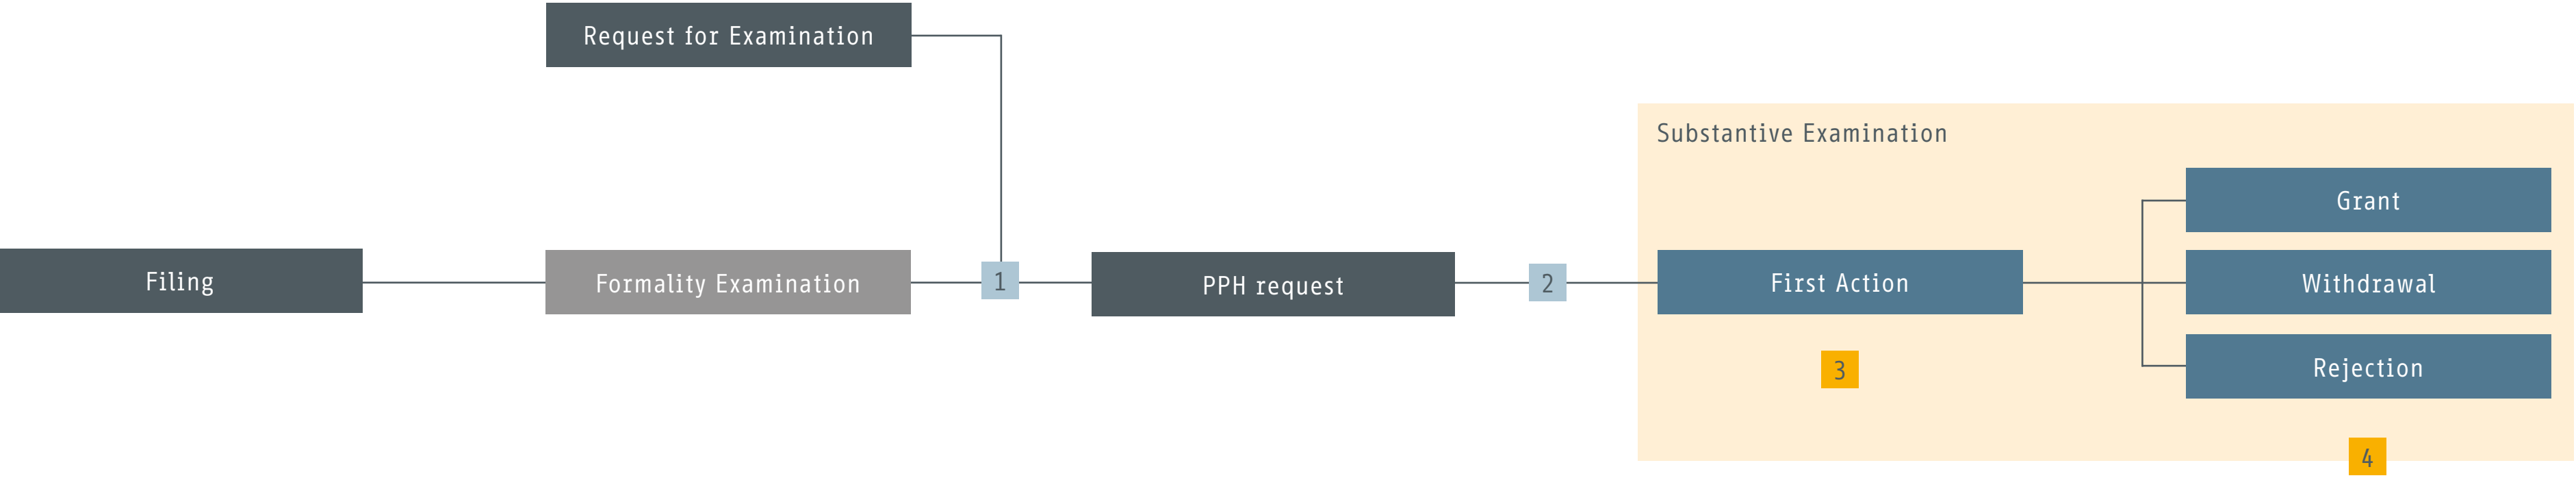 Request for Examination
Substantive Examination
Grant
Filing
Formality Examination
1
PPH request
2
First Action
Withdrawal
3
Rejection
4